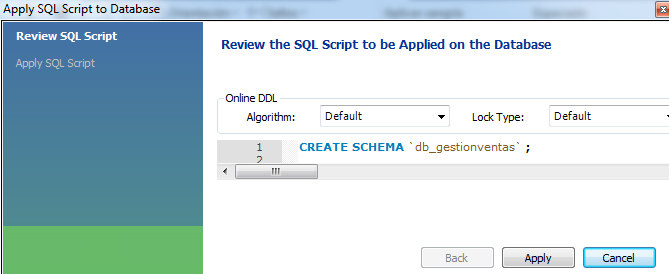 Apply SQL Script to Database
Review SQL Script
Apply SQL Script
Review the SQL Script to be Applied on the Database
Online DDL
Algorithm: Default Lock Type: Default
1 CREATE SCHEMA `db_gestionventas` ;
2
Back Apply Cancel